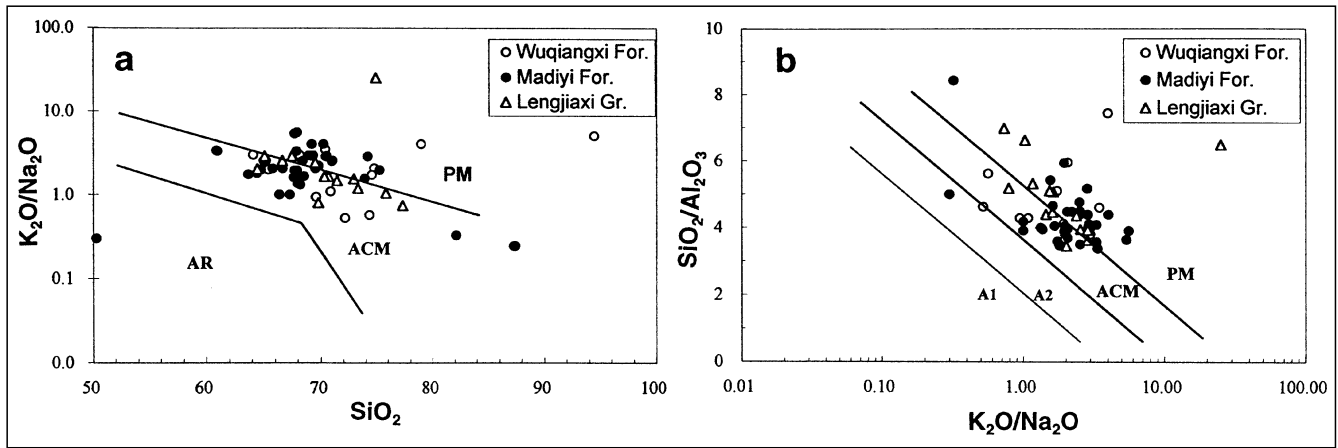 a
Wuqiangxi For.
Madiyi For.
Lengjiaxi Gr.
100.0
10.0
1.0
0.1
0.0
K₂O/Na₂O
PM
ACM
AR
50 60 70 80 90 100
SiO₂
b
Wuqiangxi For.
Madiyi For.
Lengjiaxi Gr.
10
8
6
4
2
0
SiO₂/Al₂O₃
PM
A1 A2 ACM
0.01 0.10 1.00 10.00 100.00
K₂O/Na₂O